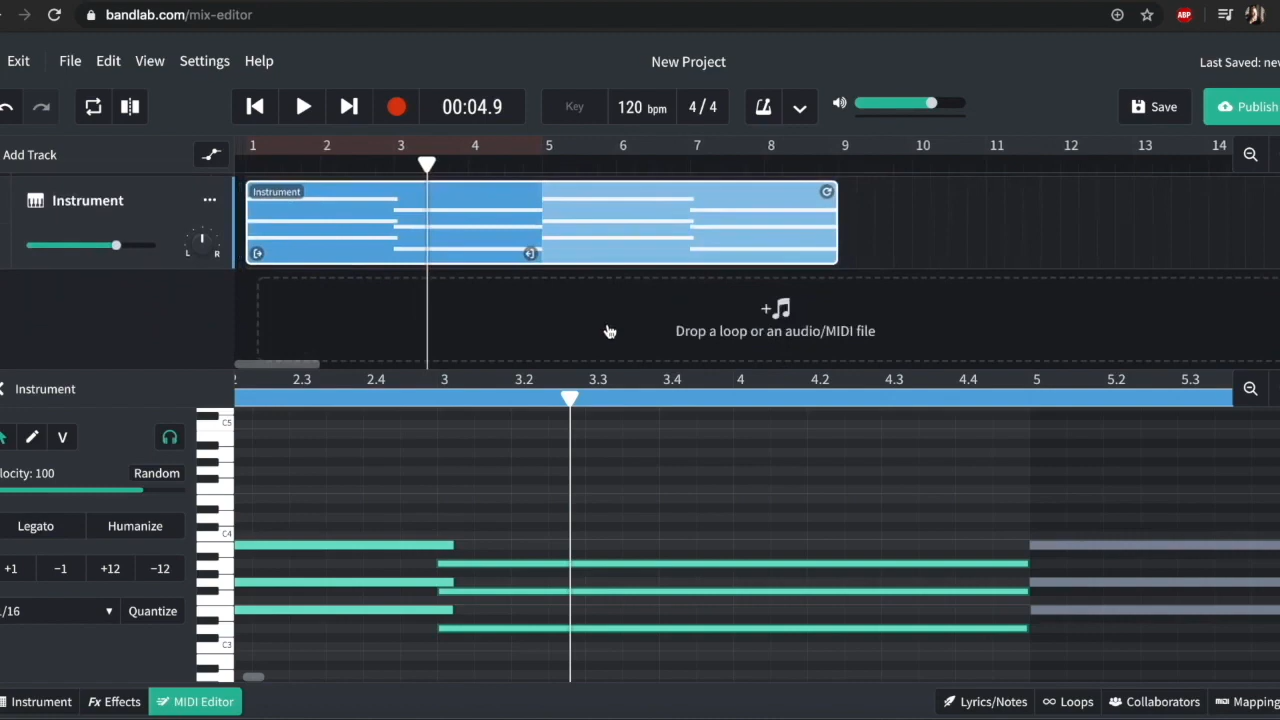 bandlab.com/mix-editor
ABP
Exit File Edit View Settings Help
New Project
Last Saved: new
00:04.9
Key
120 bpm
4 / 4
Save
Publish
Add Track
1 2 3 4 5 6 7 8 9 10 11 12 13 14
Instrument
Instrument
L R
Drop a loop or an audio/MIDI file
Instrument
2 2.3 2.4 3 3.2 3.3 3.4 4 4.2 4.3 4.4 5 5.2 5.3
C5
V
locity: 100
Random
Legato
Humanize
C4
+1 −1 +12 −12
1/16
Quantize
C3
Instrument
Fx Effects
MIDI Editor
Lyrics/Notes
Loops
Collaborators
Mapping